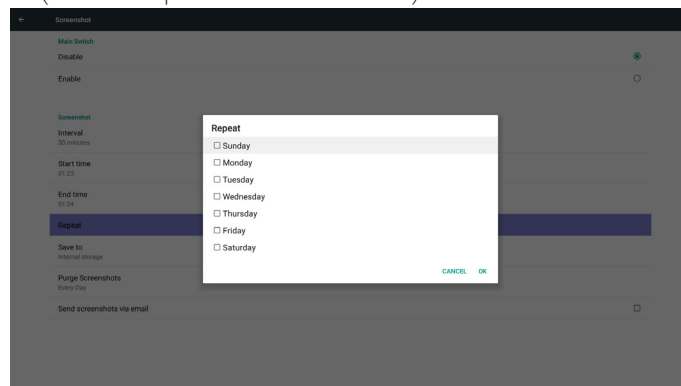 Screenshot
Main Switch
Disable
Enable
Screenshot
Interval
30 minutes
Start time
01:23
End time
01:24
Repeat
Save to
Internal storage
Purge Screenshots
Every Day
Send screenshots via email
Repeat
Sunday
Monday
Tuesday
Wednesday
Thursday
Friday
Saturday
CANCEL OK